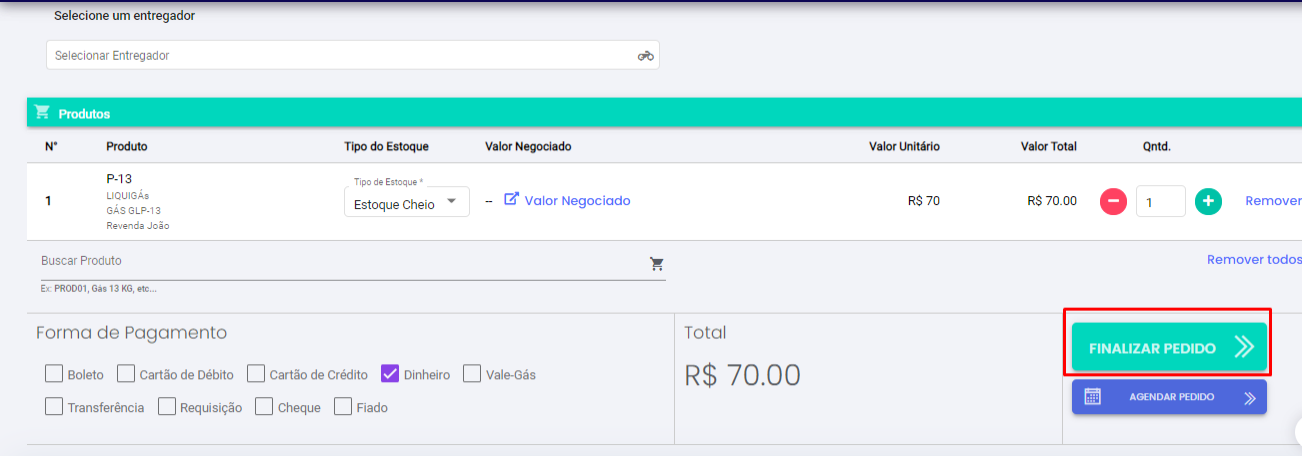 Selecione um entregador
Selecionar Entregador
Produtos
N° Produto Tipo do Estoque Valor Negociado Valor Unitário Valor Total Qntd.
P-13
LIQUIGÁs
GÁS GLP-13
Revenda João
1 Tipo de Estoque * Estoque Cheio -- Valor Negociado R$ 70 R$ 70.00 1 Remover
Buscar Produto
Ex: PROD01, Gás 13 KG, etc...
Remover todos
Forma de Pagamento
Boleto Cartão de Débito Cartão de Crédito Dinheiro Vale-Gás
Transferência Requisição Cheque Fiado
Total
R$ 70.00
FINALIZAR PEDIDO
AGENDAR PEDIDO